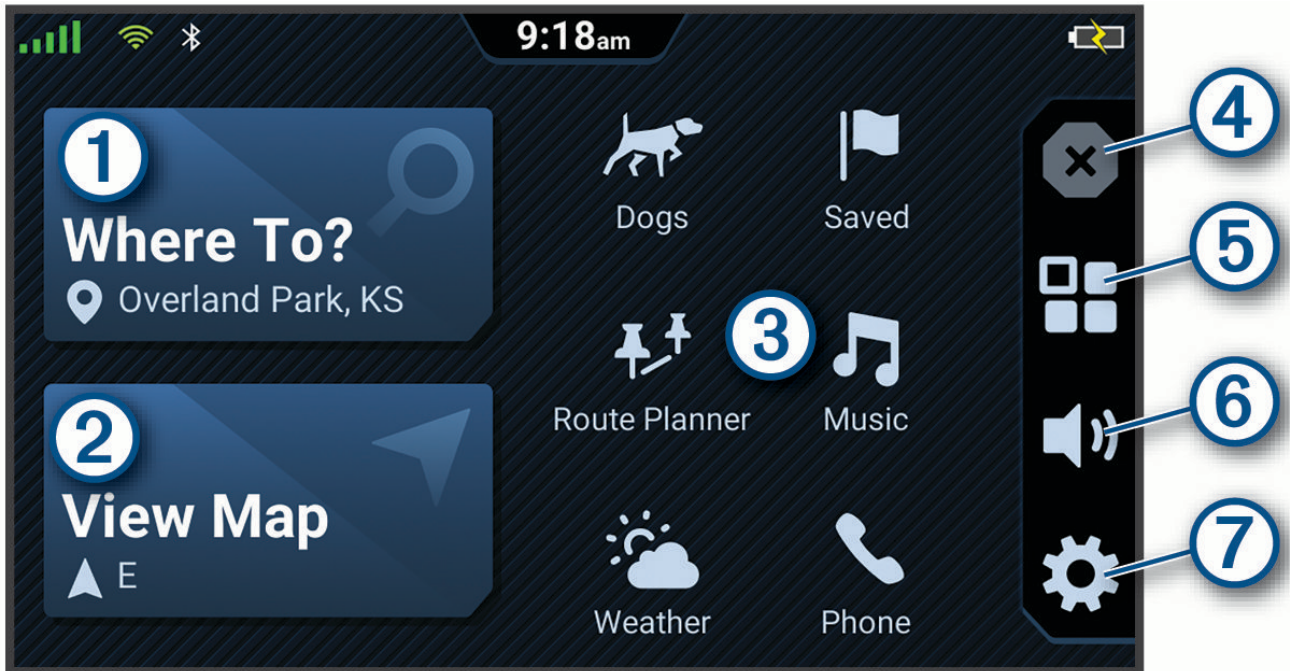 9:18am
1
Where To?
Overland Park, KS
2
View Map
E
Dogs
Saved
3
Route Planner
Music
Weather
Phone
4
5
6
7